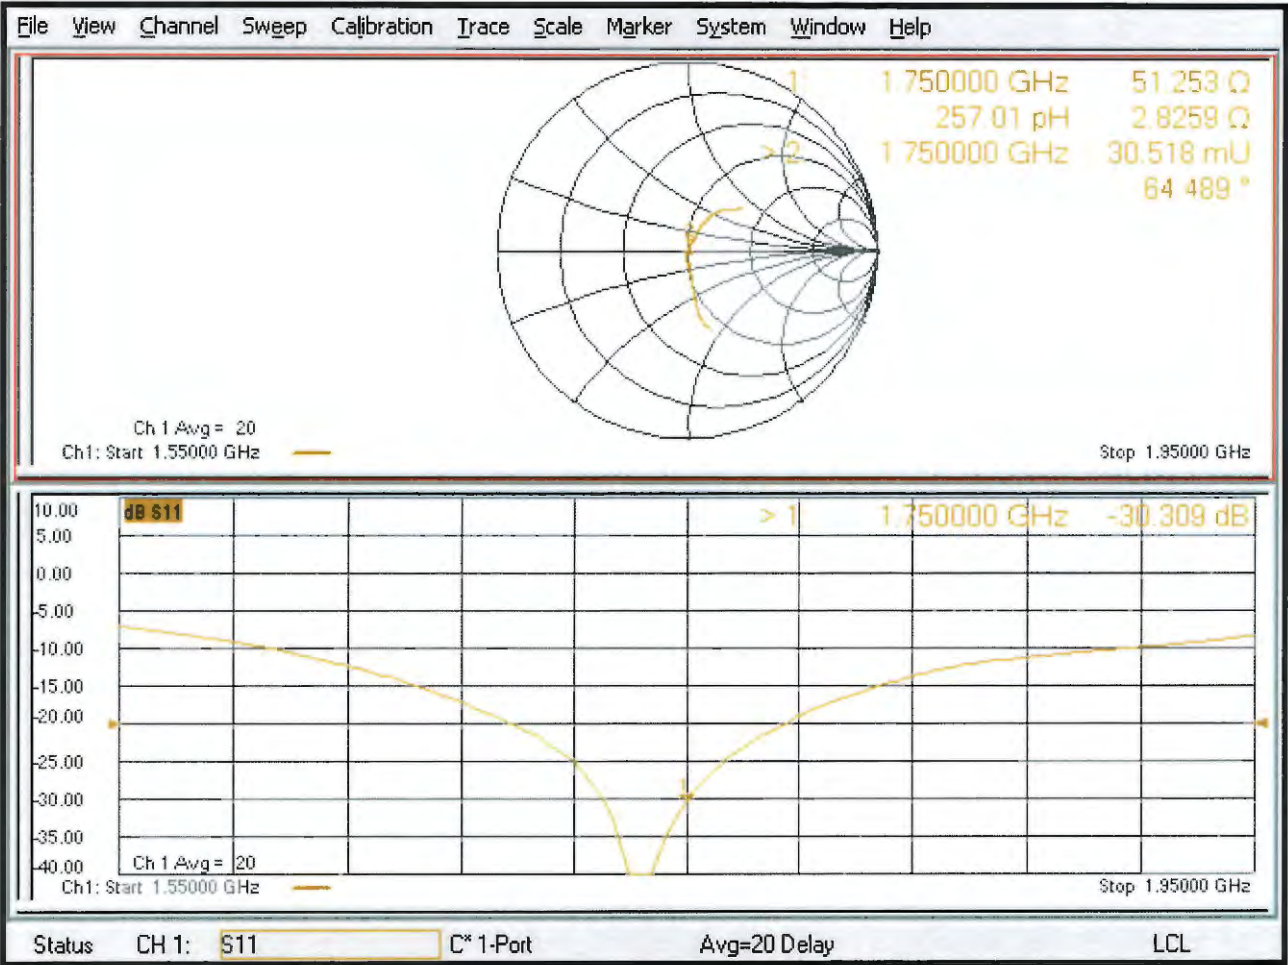 File View Channel Sweep Calibration Trace Scale Marker System Window Help
1: 1.750000 GHz 51.253 Ω
257.01 pH 2.8259 Ω
> 2: 1.750000 GHz 30.518 mU
64.489 °
Ch 1 Avg = 20
Ch1: Start 1.55000 GHz
Stop 1.95000 GHz
10.00
dB S11
> 1: 1.750000 GHz -30.309 dB
5.00
0.00
-5.00
-10.00
-15.00
-20.00
-25.00
-30.00
1
-35.00
-40.00
Ch 1 Avg = 20
Ch1: Start 1.55000 GHz
Stop 1.95000 GHz
Status CH 1: S11 C* 1-Port Avg=20 Delay LCL